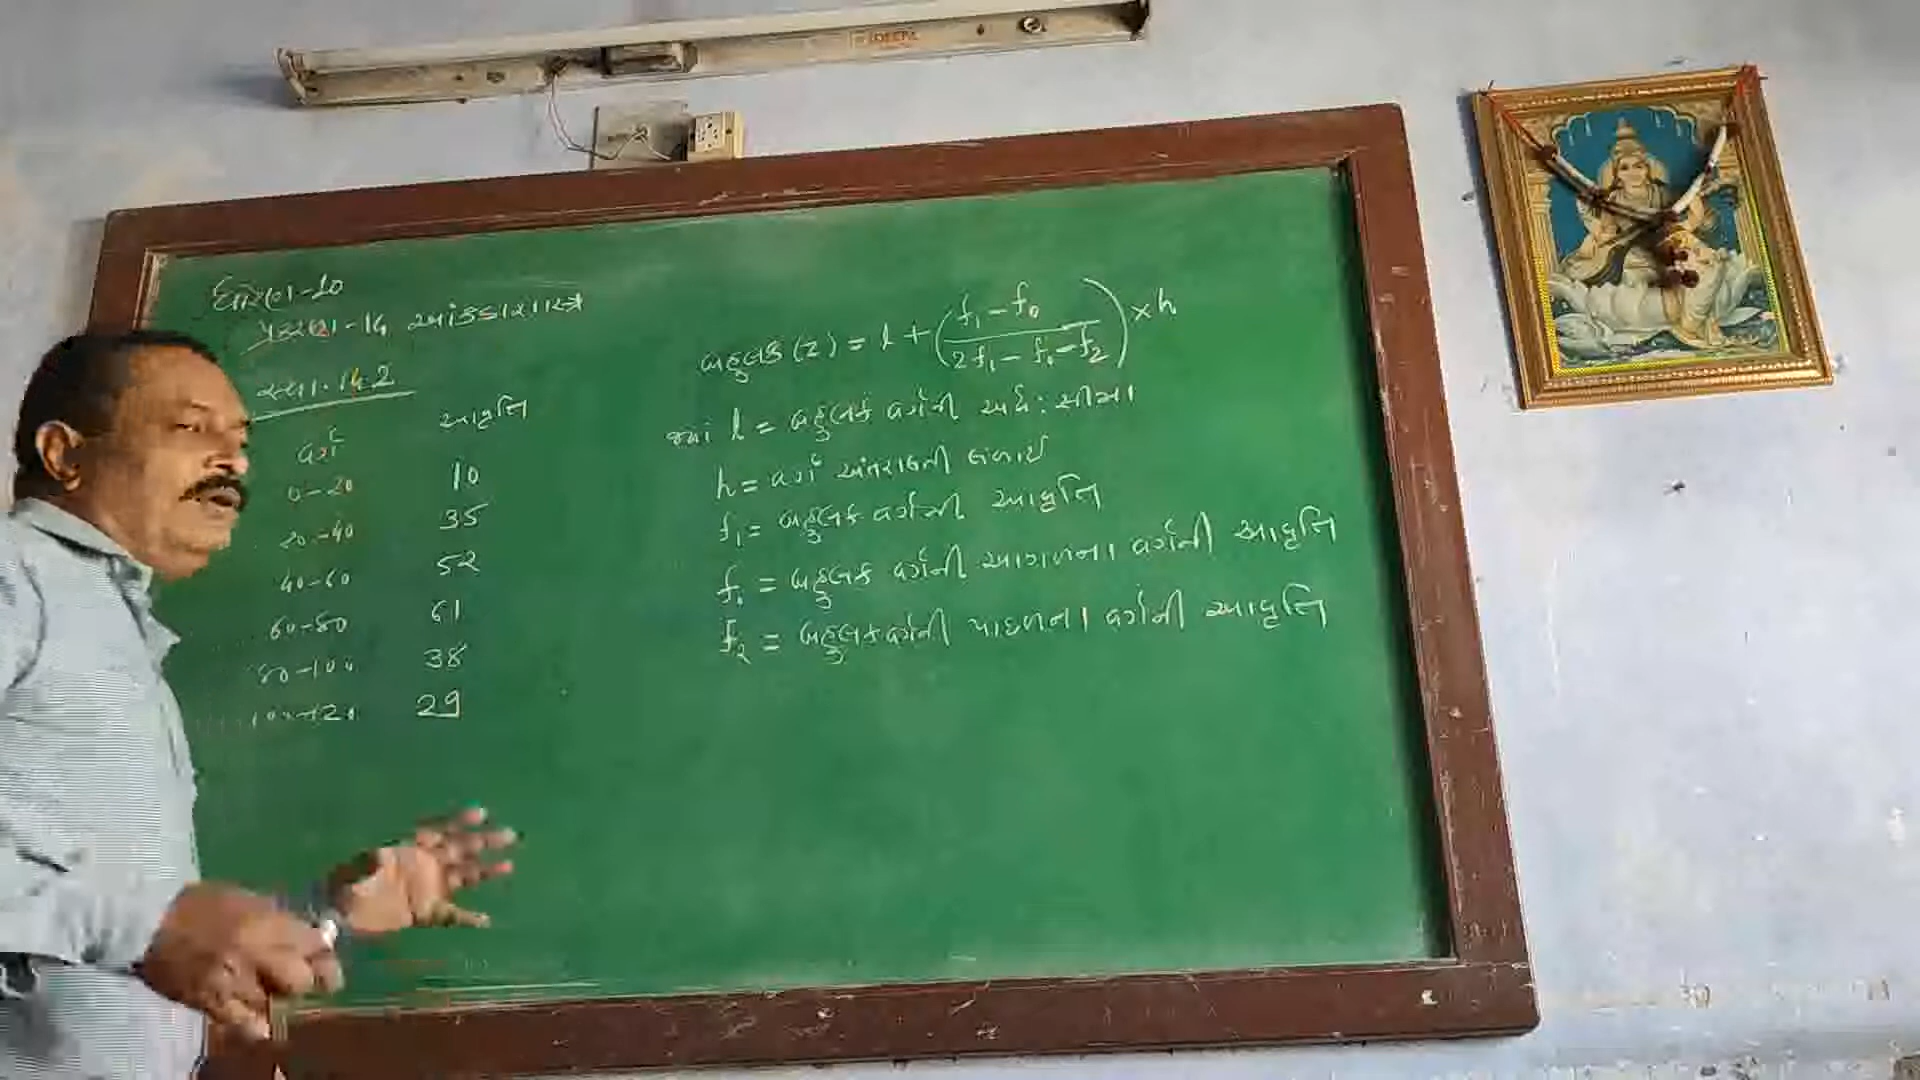 ધોરણ-10
પ્રકરણ-14 આંકડાશાસ્ત્ર
સ્વા. 14.2
વર્ગ આવૃત્તિ
0-20 10
20-40 35
40-60 52
60-80 61
80-100 38
100-120 29
બહુલક (Z) = l + (f₁ - f₀ / 2f₁ - f₀ - f₂) × h
જ્યાં l = બહુલક વર્ગની અધ: સીમા
h = વર્ગ અંતરાલની લંબાઈ
f₁ = બહુલક વર્ગની આવૃત્તિ
f₀ = બહુલક વર્ગની આગળના વર્ગની આવૃત્તિ
f₂ = બહુલક વર્ગની પાછળના વર્ગની આવૃત્તિ